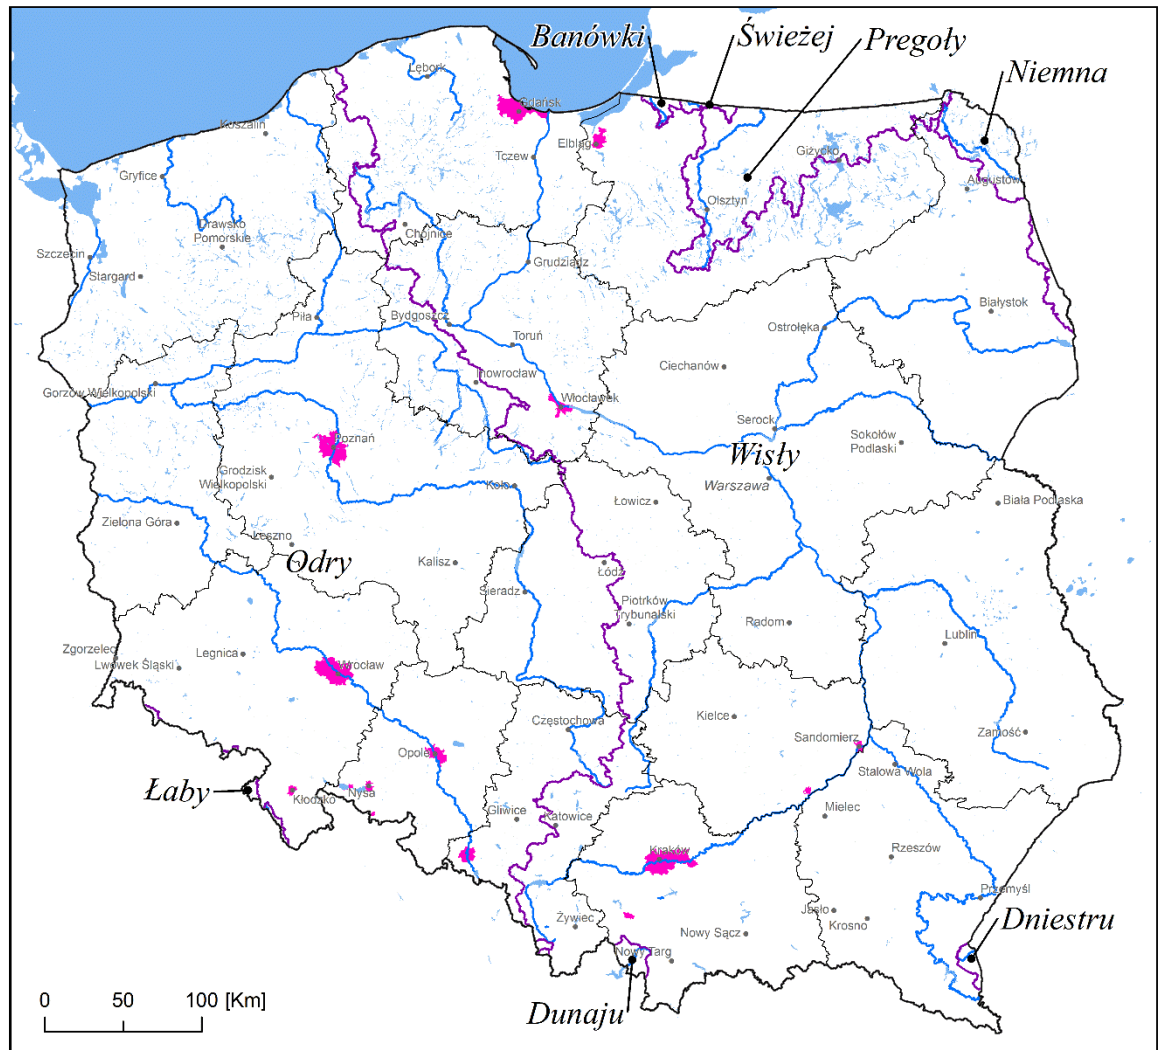 Banówki
Świeżej
Pregoły
Niemna
Lębork
Gdańsk
Koszalin
Elbląg
Tczew
Giżycko
Gryfice
Augustów
Olsztyn
Drawsko
Pomorskie
Chojnice
Szczecin
Stargard
Grudziądz
Białystok
Piła
Bydgoszcz
Ostrołęka
Toruń
Ciechanów
Inowrocław
Gorzów Wielkopolski
Włocławek
Serock
Poznań
Sokołów
Podlaski
Wisły
Grodzisk
Wielkopolski
Koło
Warszawa
Łowicz
Biała Podlaska
Zielona Góra
Leszno
Odry
Kalisz
Łódź
Sieradz
Piotrków
Trybunalski
Radom
Lublin
Zgorzelec
Lwówek Śląski
Legnica
Wrocław
Kielce
Częstochowa
Zamość
Sandomierz
Opole
Stalowa Wola
Łaby
Kłodzko
Nysa
Gliwice
Katowice
Mielec
Kraków
Rzeszów
Przemyśl
Jasło
Krosno
Żywiec
Nowy Sącz
Dniestru
Nowy Targ
Dunaju
0 50 100 [Km]